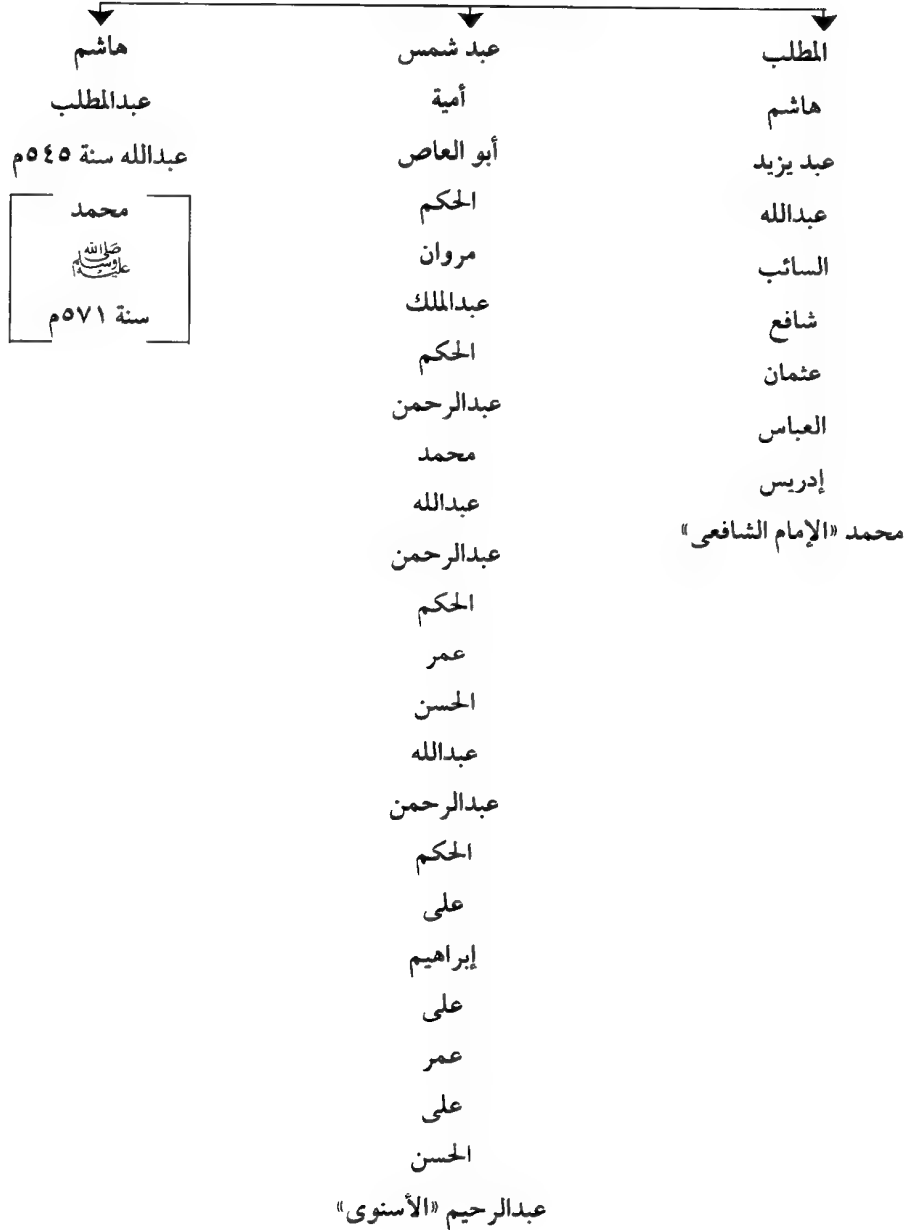 المطلب
هاشم
عبد يزيد
عبدالله
السائب
شافع
عثمان
العباس
إدريس
محمد «الإمام الشافعى»
عبد شمس
أمية
أبو العاص
الحكم
مروان
عبدالملك
الحكم
عبدالرحمن
محمد
عبدالله
عبدالرحمن
الحكم
عمر
الحسن
عبدالله
عبدالرحمن
الحكم
على
إبراهيم
على
عمر
على
الحسن
عبدالرحيم «الأسنوى»
هاشم
عبدالمطلب
عبدالله سنة ٥٤٥م
محمد
ﷺ
سنة ٥٧١م